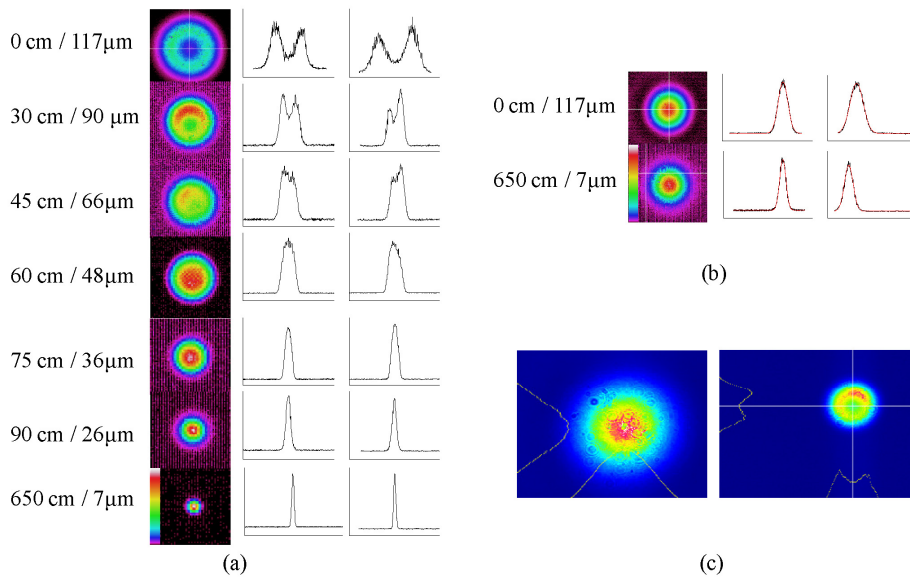 0 cm / 117µm
30 cm / 90 µm
45 cm / 66µm
60 cm / 48µm
75 cm / 36µm
90 cm / 26µm
650 cm / 7µm
(a)
0 cm / 117µm
650 cm / 7µm
(b)
(c)